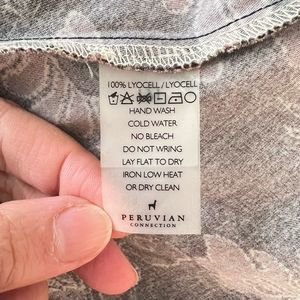 100% LYOCELL / LYOCELL
HAND WASH
COLD WATER
NO BLEACH
DO NOT WRING
LAY FLAT TO DRY
IRON LOW HEAT
OR DRY CLEAN
PERUVIAN
CONNECTION